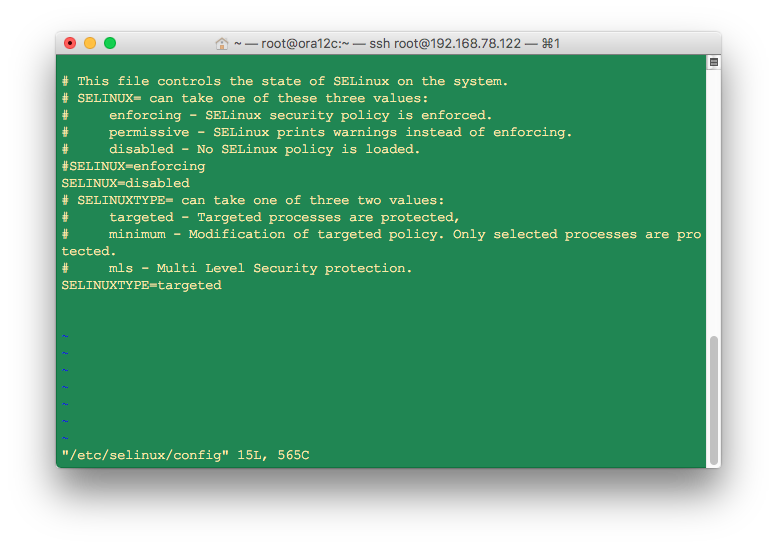 ~ — root@ora12c:~ — ssh root@192.168.78.122 — ⌘1
# This file controls the state of SELinux on the system.
# SELINUX= can take one of these three values:
#     enforcing - SELinux security policy is enforced.
#     permissive - SELinux prints warnings instead of enforcing.
#     disabled - No SELinux policy is loaded.
#SELINUX=enforcing
SELINUX=disabled
# SELINUXTYPE= can take one of three two values:
#     targeted - Targeted processes are protected,
#     minimum - Modification of targeted policy. Only selected processes are pro
tected.
#     mls - Multi Level Security protection.
SELINUXTYPE=targeted
~
~
~
~
~
~
~
"/etc/selinux/config" 15L, 565C